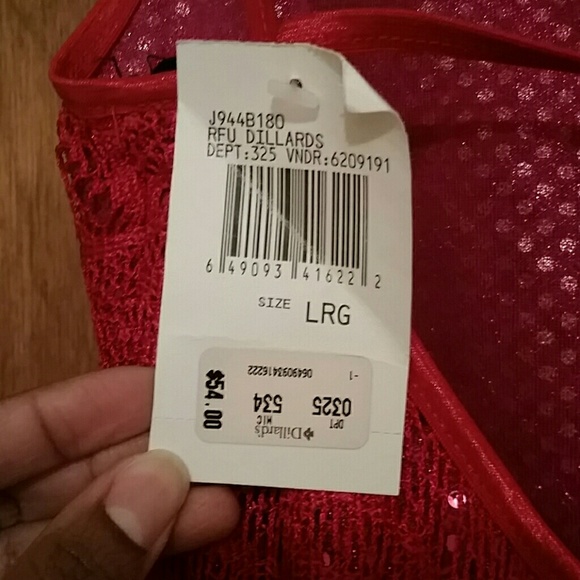 J944B180
RFU DILLARDS
DEPT:325 VNDR:6209191
6 49093 41622 2
SIZE LRG
Dillard's
DPT MIC
0325 534
-1 0649093416222
$54.00